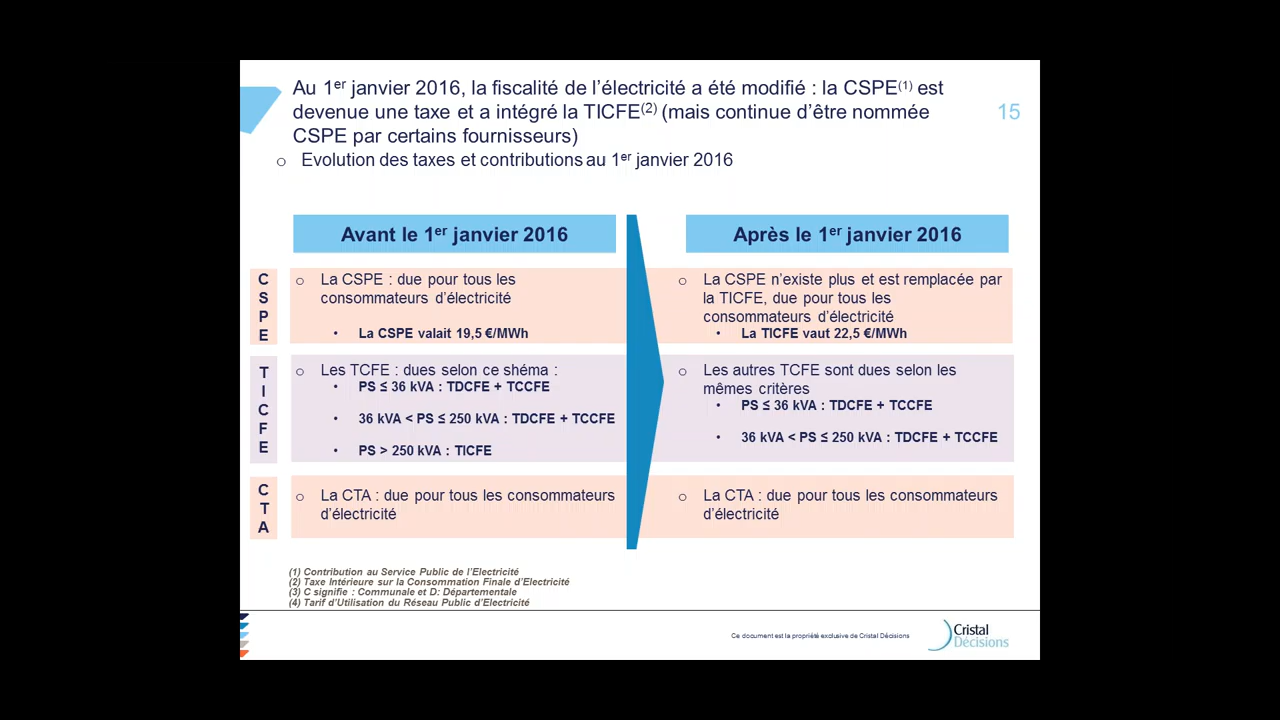 Au 1er janvier 2016, la fiscalité de l'électricité a été modifié : la CSPE(1) est
devenue une taxe et a intégré la TICFE(2) (mais continue d'être nommée
CSPE par certains fournisseurs)
15
o Evolution des taxes et contributions au 1er janvier 2016
Avant le 1er janvier 2016
Après le 1er janvier 2016
C
S
P
E
o La CSPE : due pour tous les
consommateurs d'électricité
• La CSPE valait 19,5 €/MWh
o La CSPE n'existe plus et est remplacée par
la TICFE, due pour tous les
consommateurs d'électricité
• La TICFE vaut 22,5 €/MWh
T
I
C
F
E
o Les TCFE : dues selon ce shéma :
• PS ≤ 36 kVA : TDCFE + TCCFE
• 36 kVA < PS ≤ 250 kVA : TDCFE + TCCFE
• PS > 250 kVA : TICFE
o Les autres TCFE sont dues selon les
mêmes critères
• PS ≤ 36 kVA : TDCFE + TCCFE
• 36 kVA < PS ≤ 250 kVA : TDCFE + TCCFE
C
T
A
o La CTA : due pour tous les consommateurs
d'électricité
o La CTA : due pour tous les consommateurs
d'électricité
(1) Contribution au Service Public de l'Electricité
(2) Taxe Intérieure sur la Consommation Finale d'Electricité
(3) C signifie : Communale et D: Départementale
(4) Tarif d'Utilisation du Réseau Public d'Electricité
Ce document est la propriété exclusive de Cristal Décisions
Cristal
Décisions